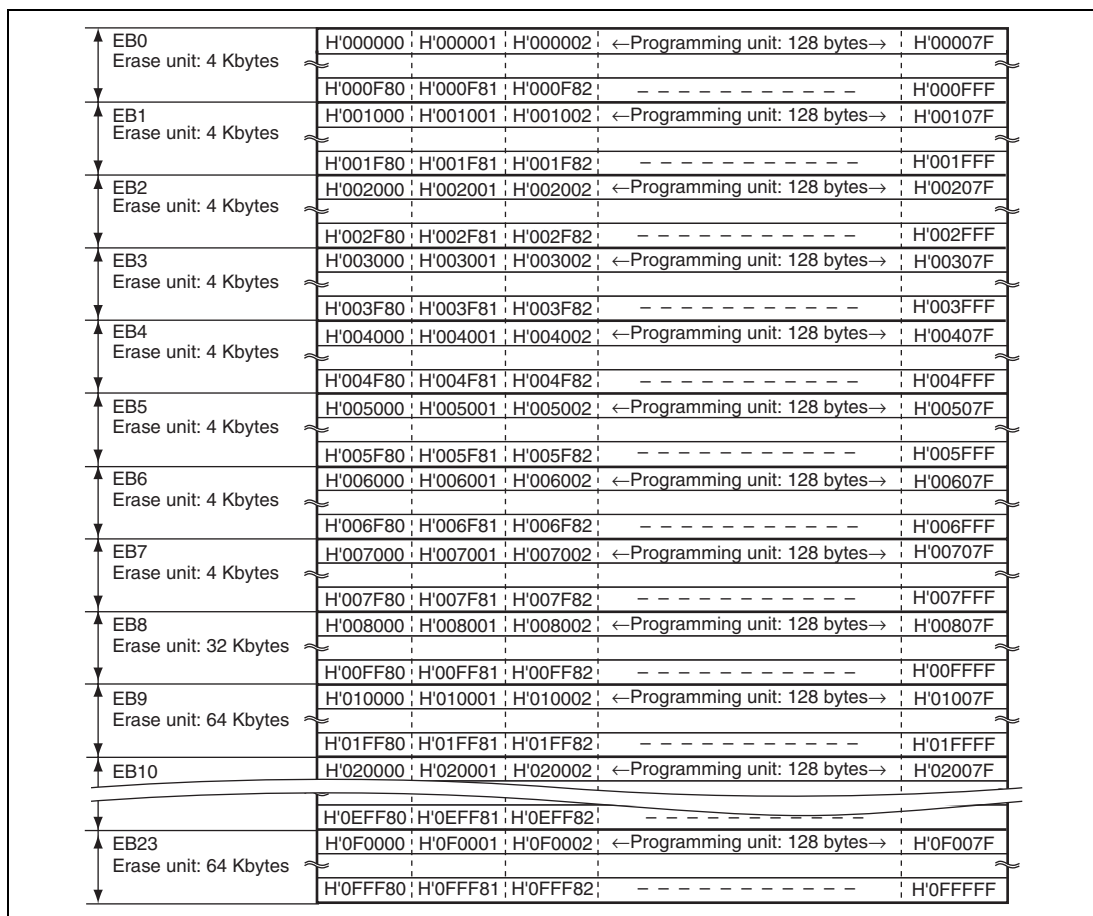 EB0 H'000000 H'000001 H'000002 ←Programming unit: 128 bytes→ H'00007F
Erase unit: 4 Kbytes
H'000F80 H'000F81 H'000F82 – – – – – – – – – – – H'000FFF
EB1 H'001000 H'001001 H'001002 ←Programming unit: 128 bytes→ H'00107F
Erase unit: 4 Kbytes
H'001F80 H'001F81 H'001F82 – – – – – – – – – – – H'001FFF
EB2 H'002000 H'002001 H'002002 ←Programming unit: 128 bytes→ H'00207F
Erase unit: 4 Kbytes
H'002F80 H'002F81 H'002F82 – – – – – – – – – – – H'002FFF
EB3 H'003000 H'003001 H'003002 ←Programming unit: 128 bytes→ H'00307F
Erase unit: 4 Kbytes
H'003F80 H'003F81 H'003F82 – – – – – – – – – – – H'003FFF
EB4 H'004000 H'004001 H'004002 ←Programming unit: 128 bytes→ H'00407F
Erase unit: 4 Kbytes
H'004F80 H'004F81 H'004F82 – – – – – – – – – – – H'004FFF
EB5 H'005000 H'005001 H'005002 ←Programming unit: 128 bytes→ H'00507F
Erase unit: 4 Kbytes
H'005F80 H'005F81 H'005F82 – – – – – – – – – – – H'005FFF
EB6 H'006000 H'006001 H'006002 ←Programming unit: 128 bytes→ H'00607F
Erase unit: 4 Kbytes
H'006F80 H'006F81 H'006F82 – – – – – – – – – – – H'006FFF
EB7 H'007000 H'007001 H'007002 ←Programming unit: 128 bytes→ H'00707F
Erase unit: 4 Kbytes
H'007F80 H'007F81 H'007F82 – – – – – – – – – – – H'007FFF
EB8 H'008000 H'008001 H'008002 ←Programming unit: 128 bytes→ H'00807F
Erase unit: 32 Kbytes
H'00FF80 H'00FF81 H'00FF82 – – – – – – – – – – – H'00FFFF
EB9 H'010000 H'010001 H'010002 ←Programming unit: 128 bytes→ H'01007F
Erase unit: 64 Kbytes
H'01FF80 H'01FF81 H'01FF82 – – – – – – – – – – – H'01FFFF
EB10 H'020000 H'020001 H'020002 ←Programming unit: 128 bytes→ H'02007F
H'0EFF80 H'0EFF81 H'0EFF82 – – – – – – – – – – –
EB23 H'0F0000 H'0F0001 H'0F0002 ←Programming unit: 128 bytes→ H'0F007F
Erase unit: 64 Kbytes
H'0FFF80 H'0FFF81 H'0FFF82 – – – – – – – – – – – H'0FFFFF